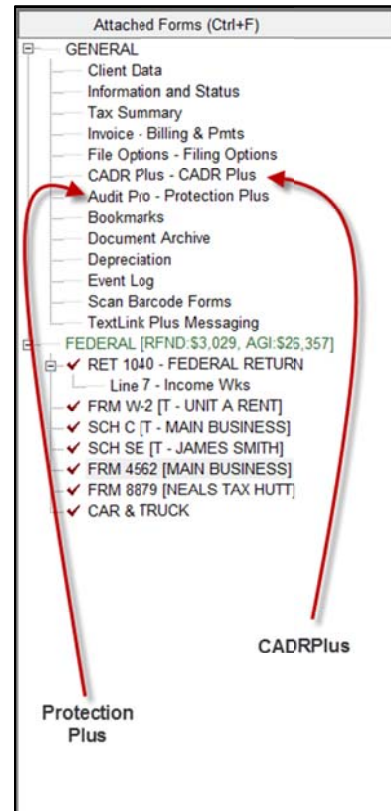 Attached Forms (Ctrl+F)
GENERAL
Client Data
Information and Status
Tax Summary
Invoice - Billing & Pmts
File Options - Filing Options
CADR Plus - CADR Plus
Audit Pro - Protection Plus
Bookmarks
Document Archive
Depreciation
Event Log
Scan Barcode Forms
TextLink Plus Messaging
FEDERAL [RFND:$3,029, AGI:$26,357]
RET 1040 - FEDERAL RETURN
Line 7 - Income Wks
FRM W-2 [T - UNIT A RENT]
SCH C [T - MAIN BUSINESS]
SCH SE [T - JAMES SMITH]
FRM 4562 [MAIN BUSINESS]
FRM 8879 [NEALS TAX HUTT]
CAR & TRUCK
CADRPlus
Protection
Plus